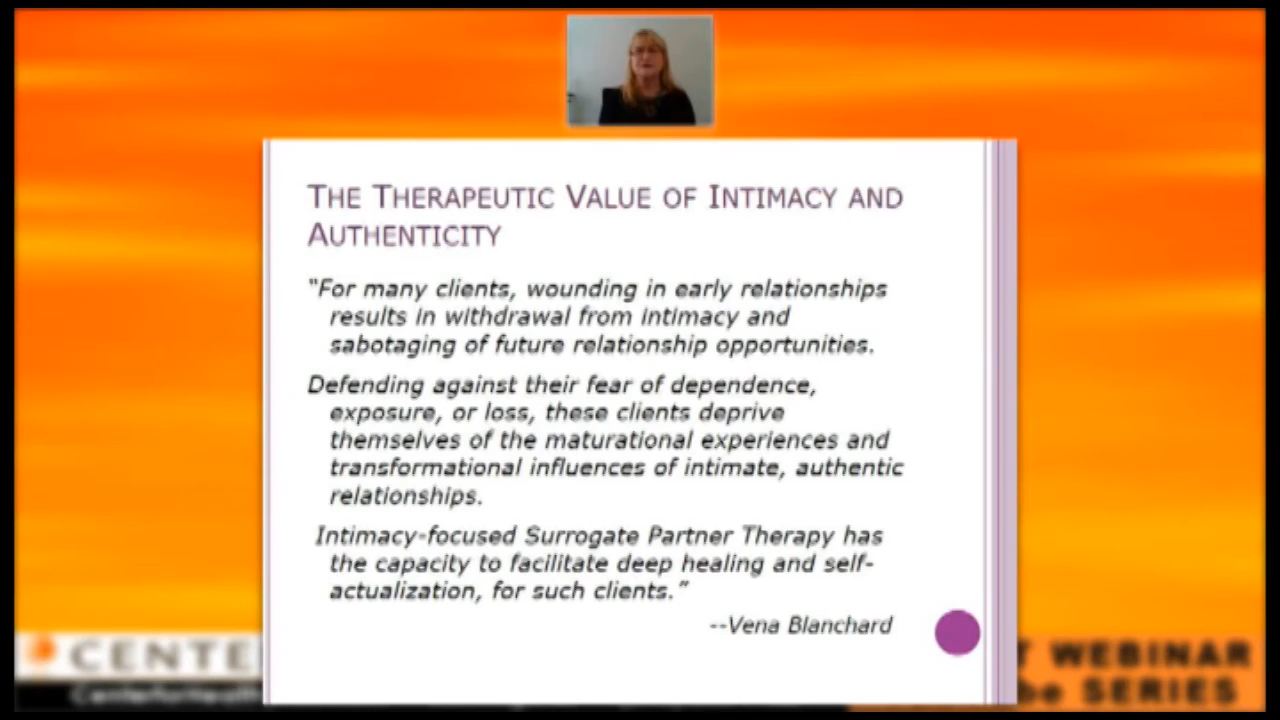 THE THERAPEUTIC VALUE OF INTIMACY AND
AUTHENTICITY
“For many clients, wounding in early relationships
results in withdrawal from intimacy and
sabotaging of future relationship opportunities.
Defending against their fear of dependence,
exposure, or loss, these clients deprive
themselves of the maturational experiences and
transformational influences of intimate, authentic
relationships.
Intimacy-focused Surrogate Partner Therapy has
the capacity to facilitate deep healing and self-
actualization, for such clients.”
--Vena Blanchard
CENTE
T WEBINAR
be SERIES